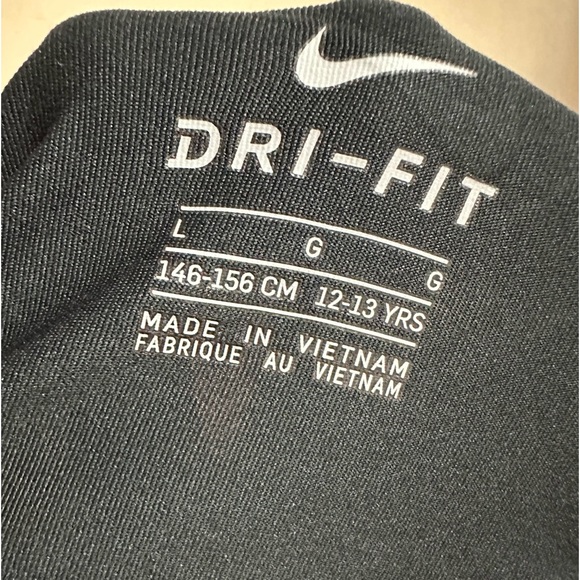 DRI-FIT
L G G
146-156 CM 12-13 YRS
MADE IN VIETNAM
FABRIQUE AU VIETNAM